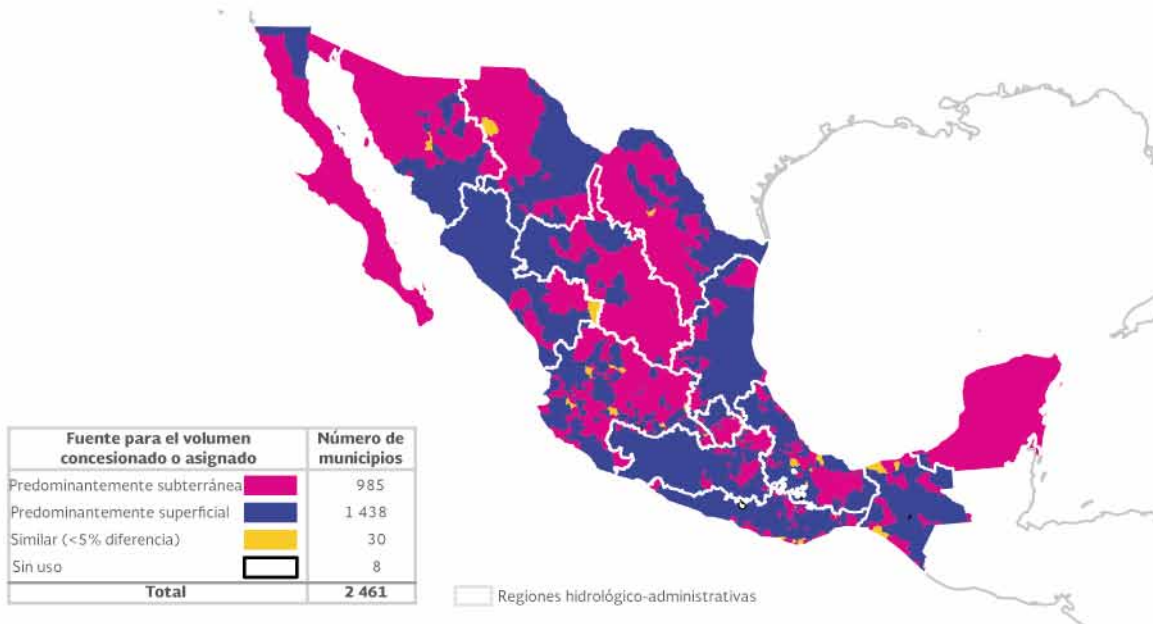 Fuente para el volumen
concesionado o asignado
Número de
municipios
Predominantemente subterránea 985
Predominantemente superficial 1 438
Similar (<5% diferencia) 30
Sin uso 8
Total 2 461
Regiones hidrológico-administrativas